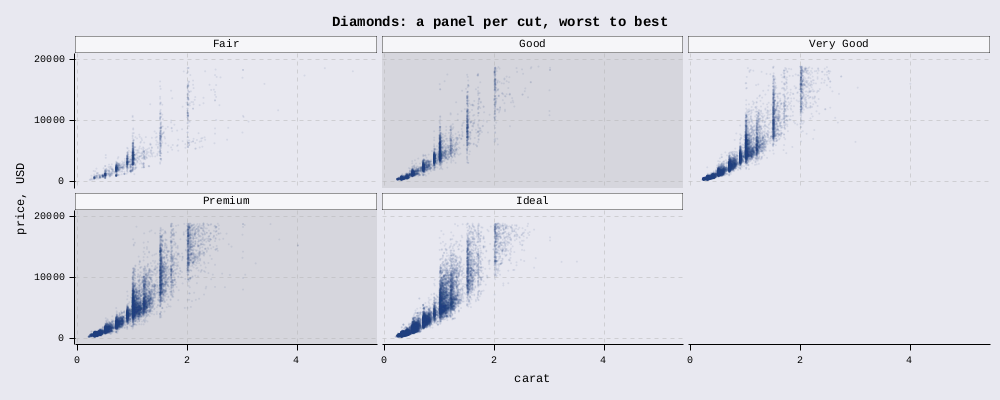 Diamonds: a panel per cut, worst to best
Fair
Good
Very Good
20000
10000
0
price, USD
Premium
Ideal
20000
10000
0
0
2
4
0
2
4
0
2
4
carat